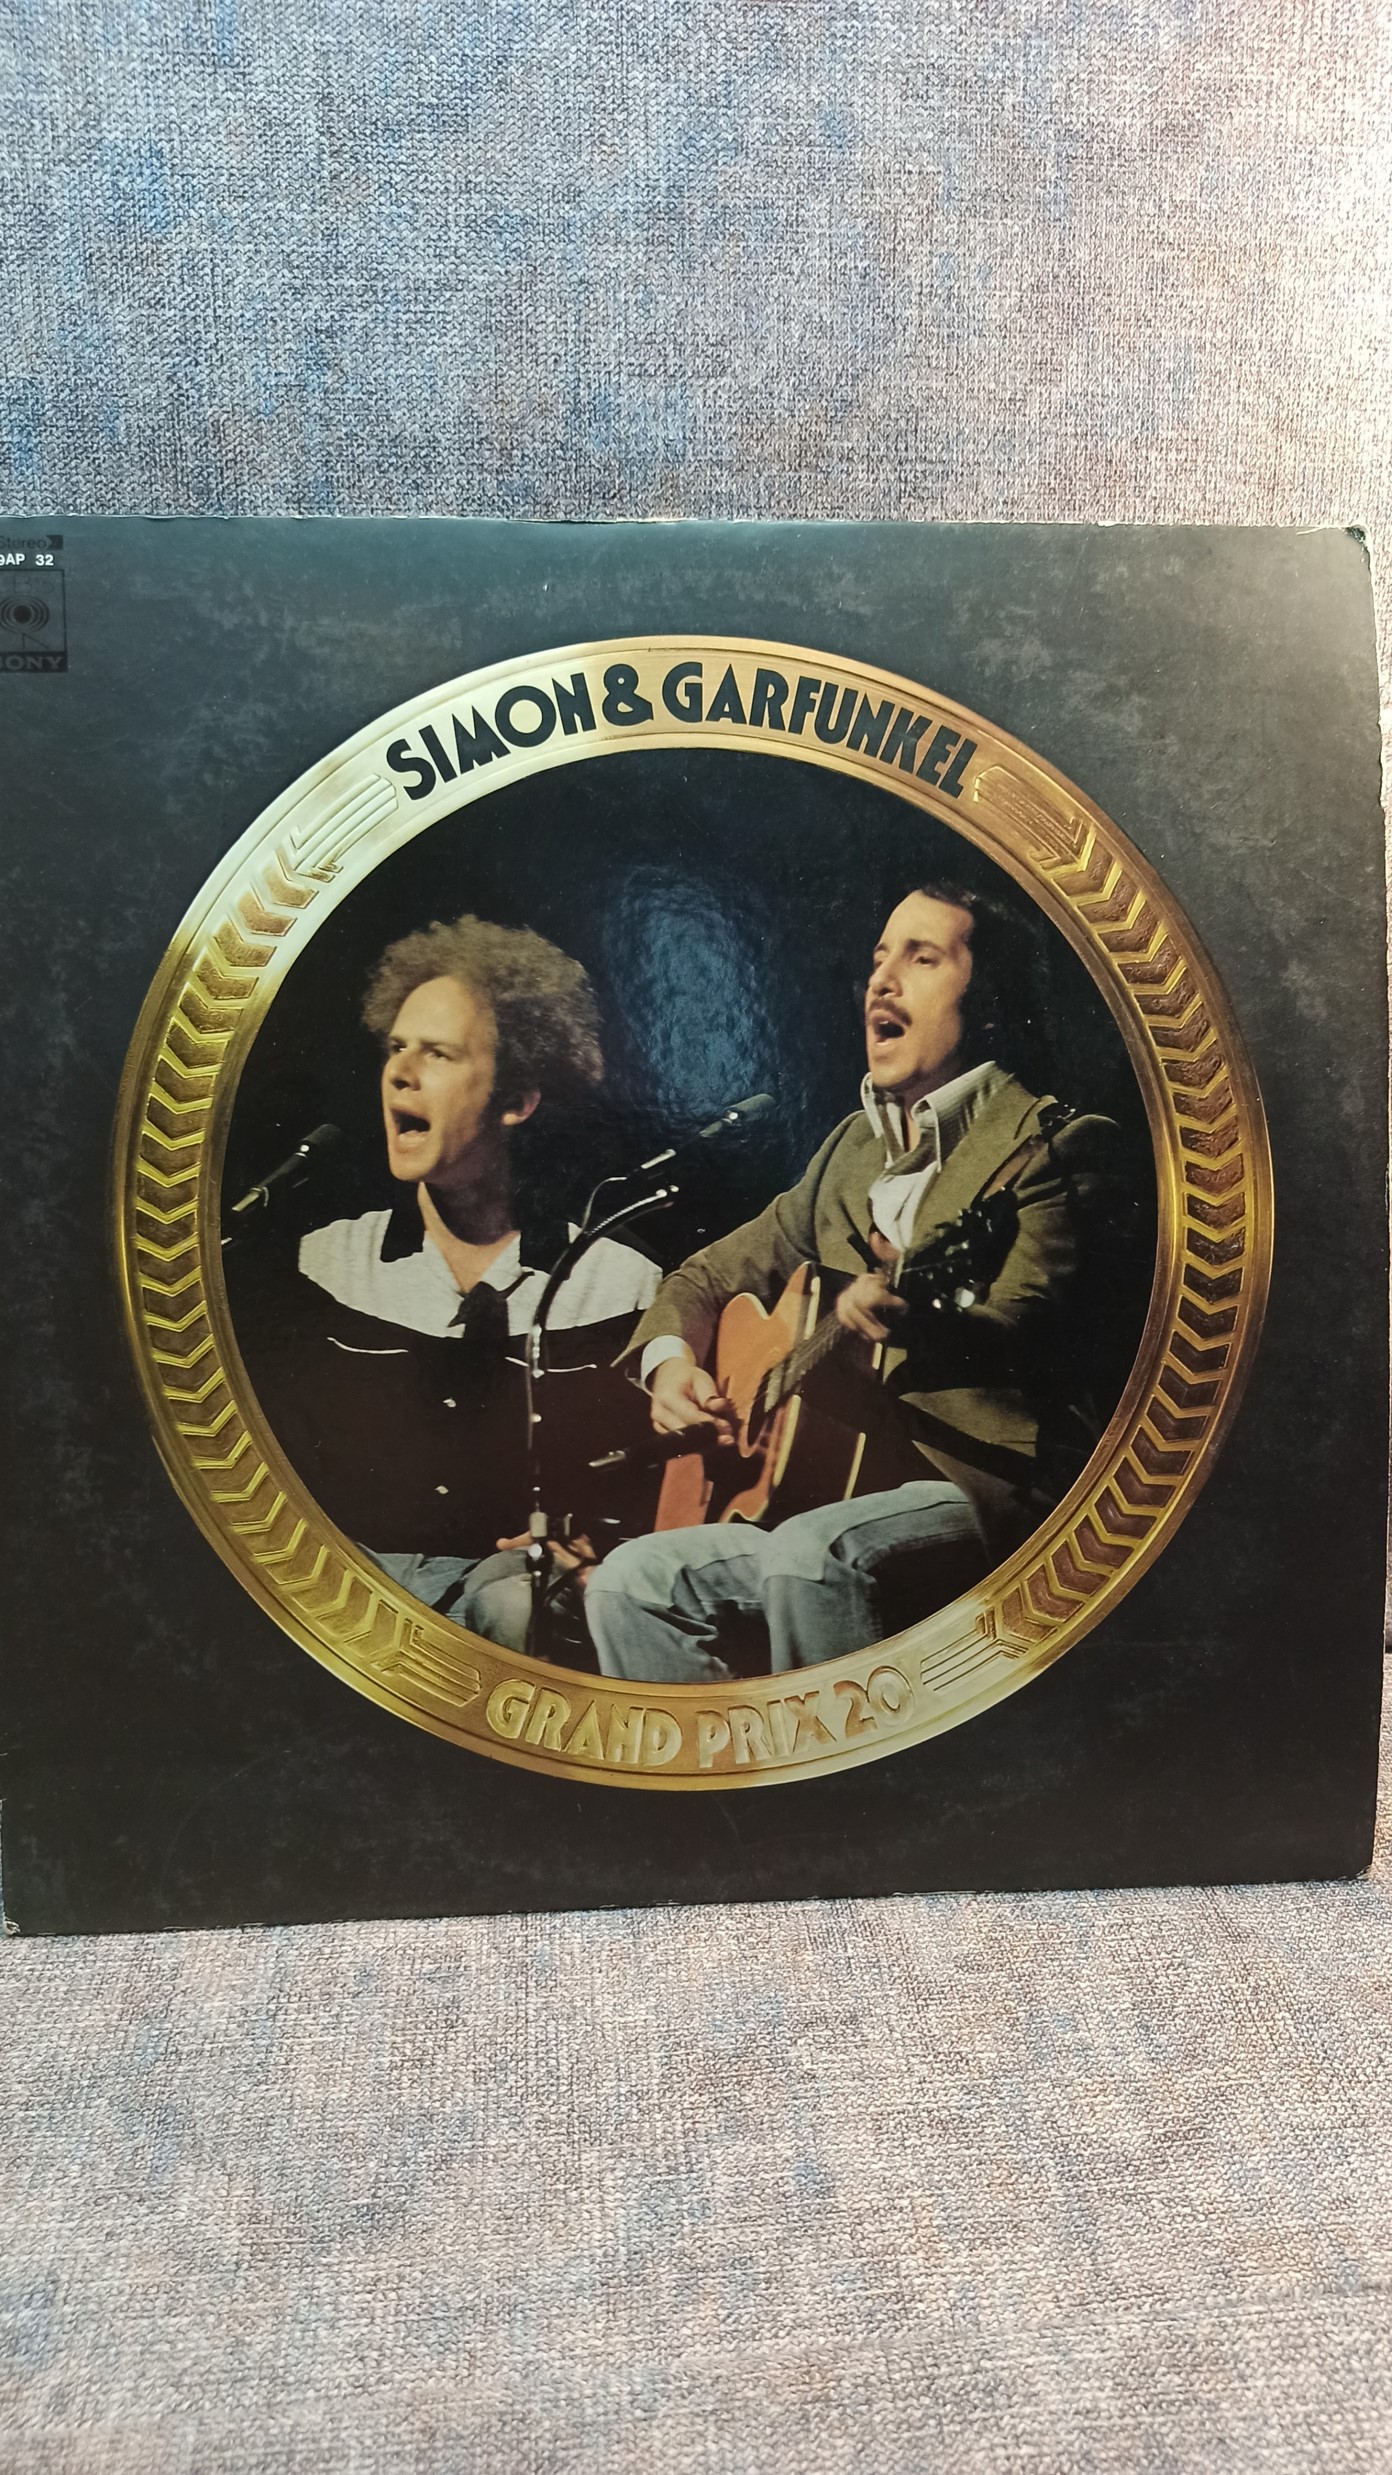 Stereo
9AP 32
SONY
SIMON & GARFUNKEL
GRAND PRIX 20